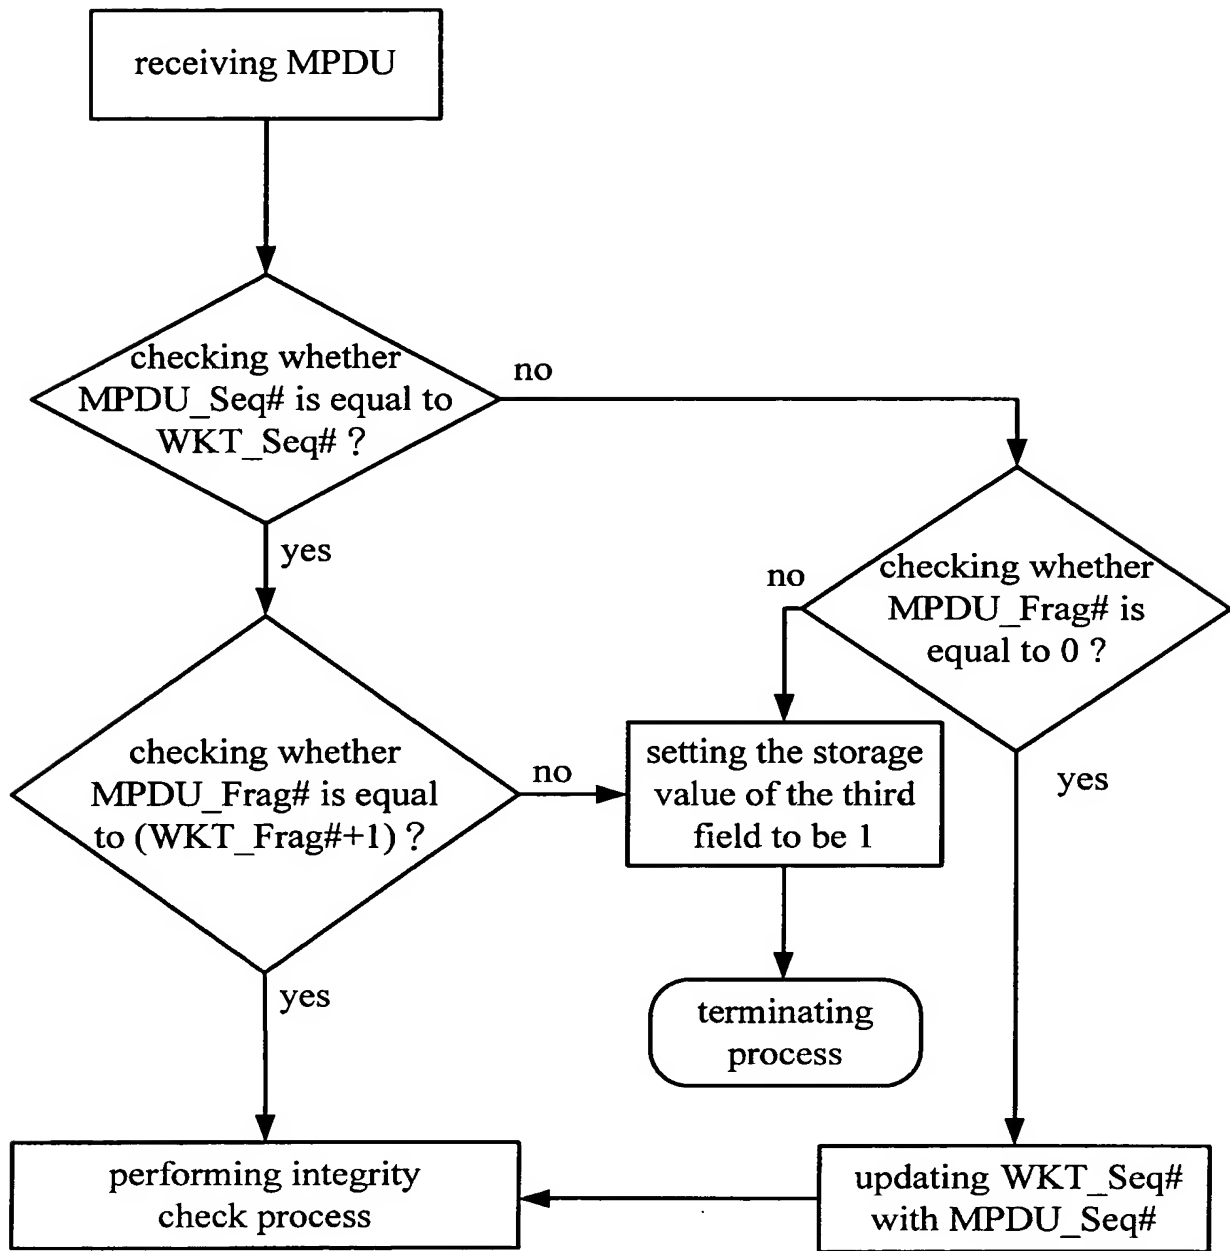 receiving MPDU
checking whether
MPDU_Seq# is equal to
WKT_Seq# ?
no
yes
checking whether
MPDU_Frag# is
equal to 0 ?
no
yes
checking whether
MPDU_Frag# is equal
to (WKT_Frag#+1) ?
no
yes
setting the storage
value of the third
field to be 1
terminating
process
performing integrity
check process
updating WKT_Seq#
with MPDU_Seq#